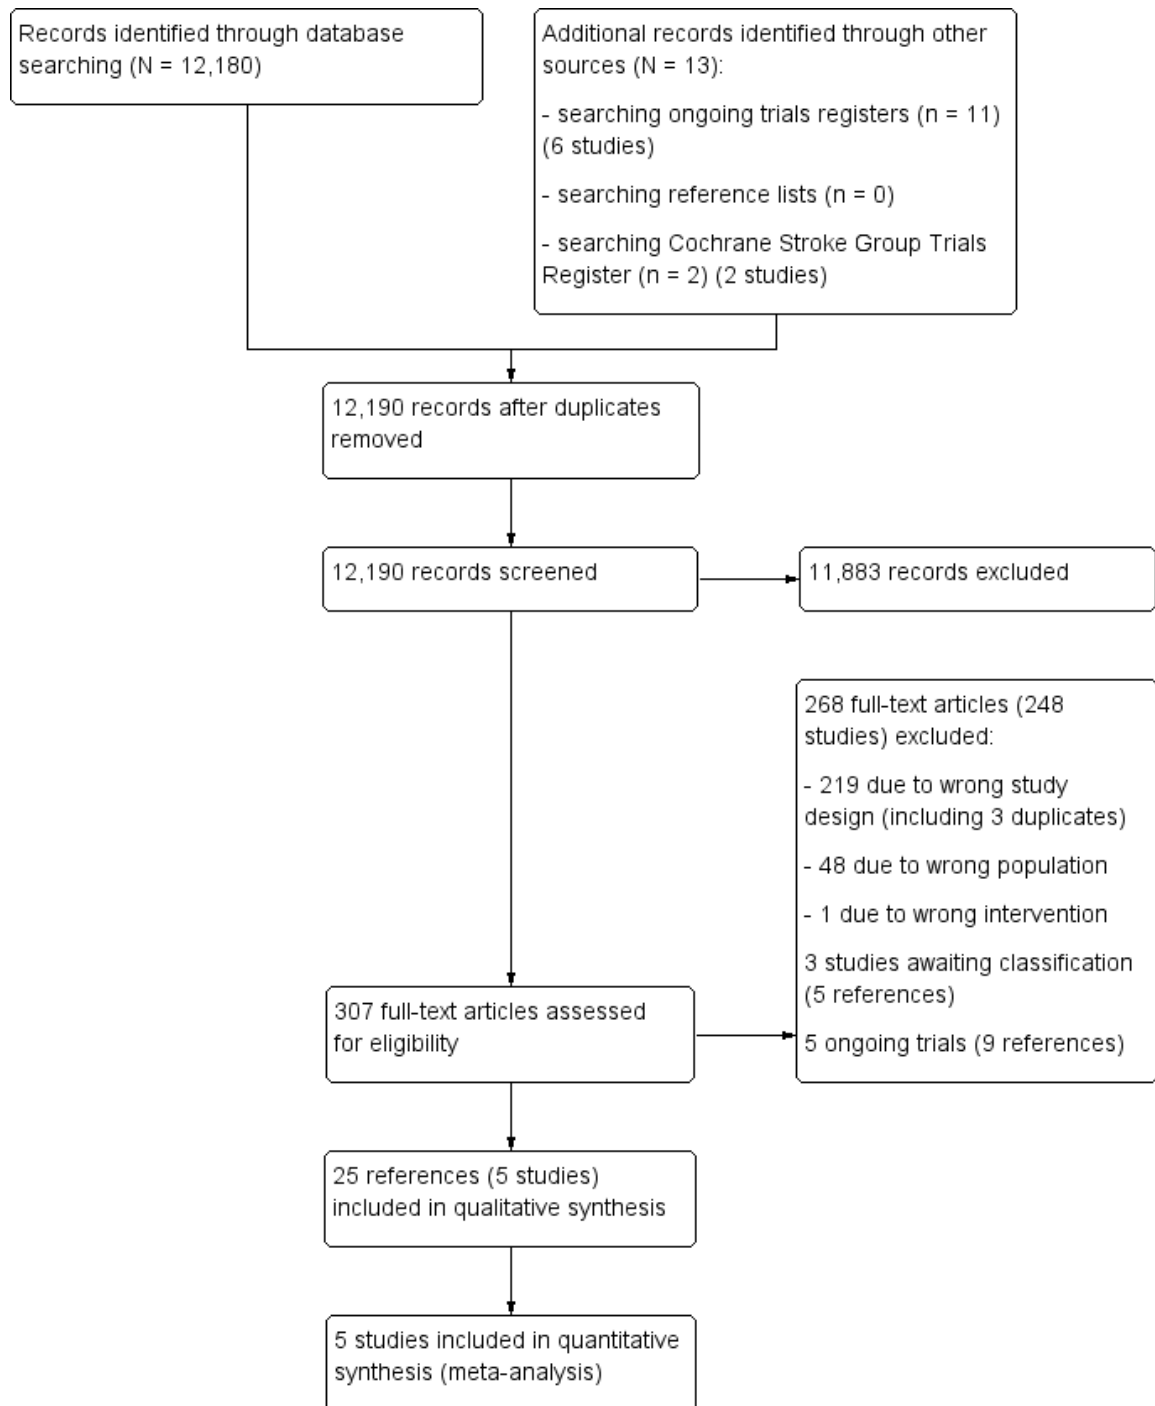 Records identified through database
searching (N = 12,180)
Additional records identified through other
sources (N = 13):
- searching ongoing trials registers (n = 11)
(6 studies)
- searching reference lists (n = 0)
- searching Cochrane Stroke Group Trials
Register (n = 2) (2 studies)
12,190 records after duplicates
removed
12,190 records screened
11,883 records excluded
268 full-text articles (248
studies) excluded:
- 219 due to wrong study
design (including 3 duplicates)
- 48 due to wrong population
- 1 due to wrong intervention
3 studies awaiting classification
(5 references)
5 ongoing trials (9 references)
307 full-text articles assessed
for eligibility
25 references (5 studies)
included in qualitative synthesis
5 studies included in quantitative
synthesis (meta-analysis)